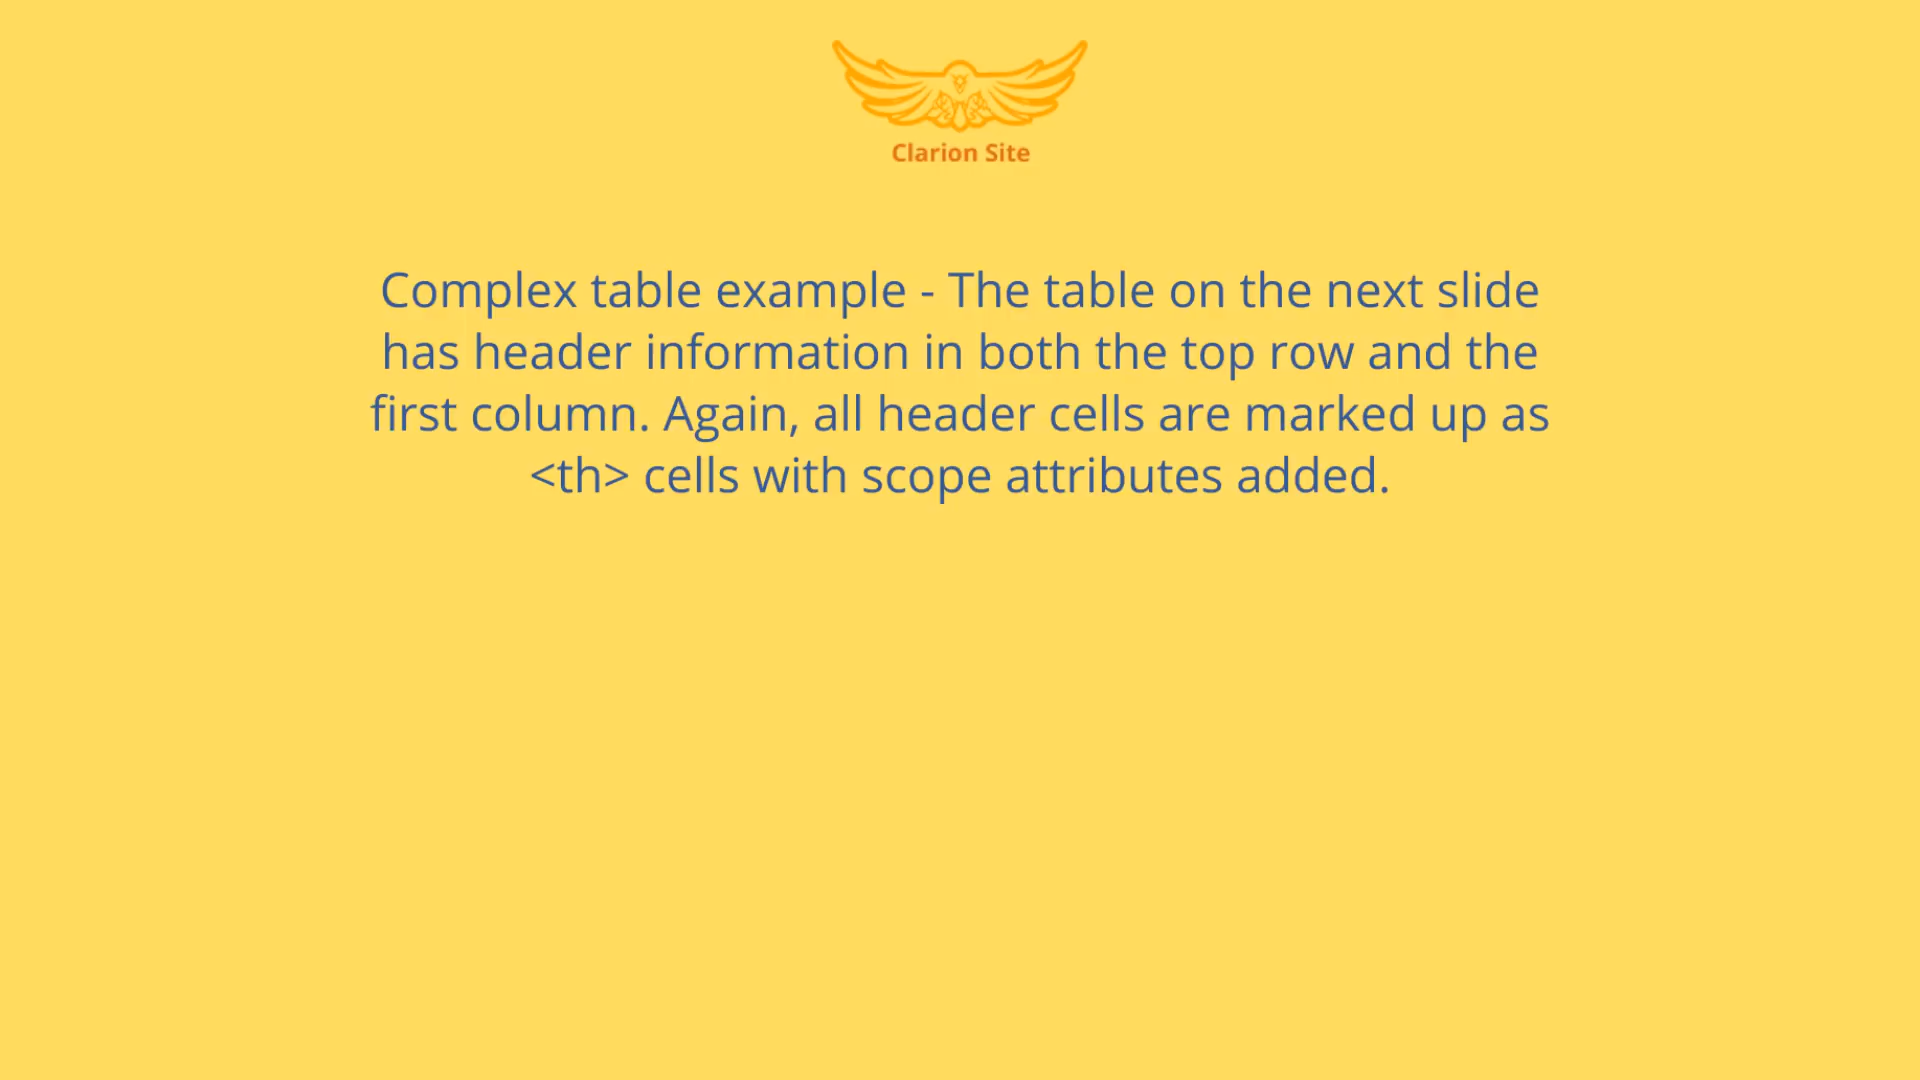 Clarion Site
Complex table example - The table on the next slide
has header information in both the top row and the
first column. Again, all header cells are marked up as
<th> cells with scope attributes added.